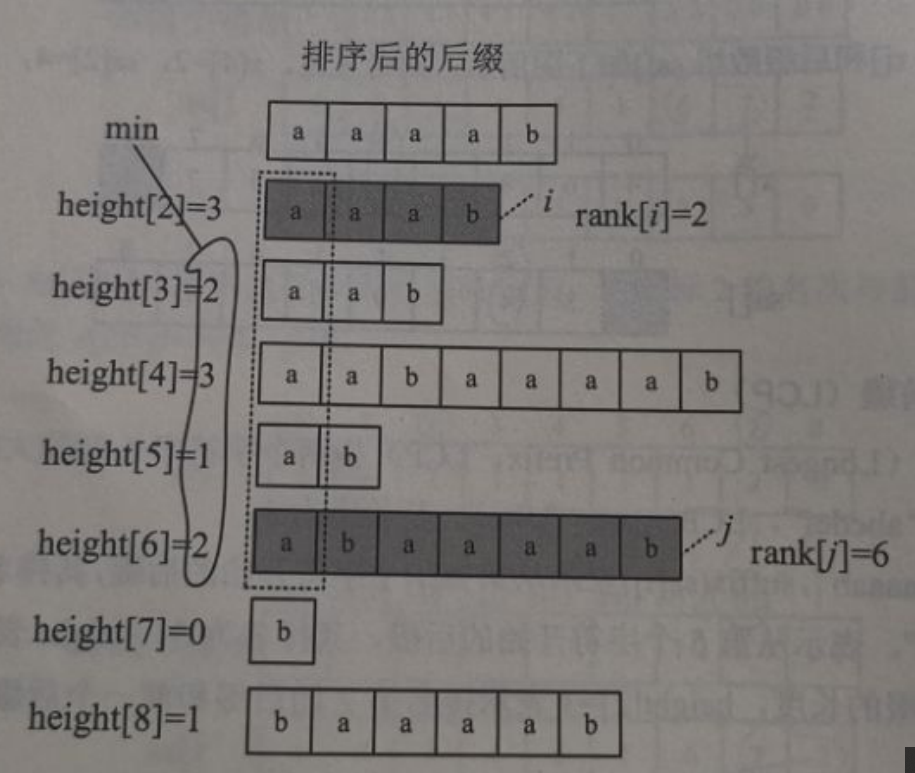 排序后的后缀
a a a a b
min
height[2]=3 a a a b i rank[i]=2
height[3]=2 a a b
height[4]=3 a a b a a a a b
height[5]=1 a b
height[6]=2 a b a a a a b j rank[j]=6
height[7]=0 b
height[8]=1 b a a a a b